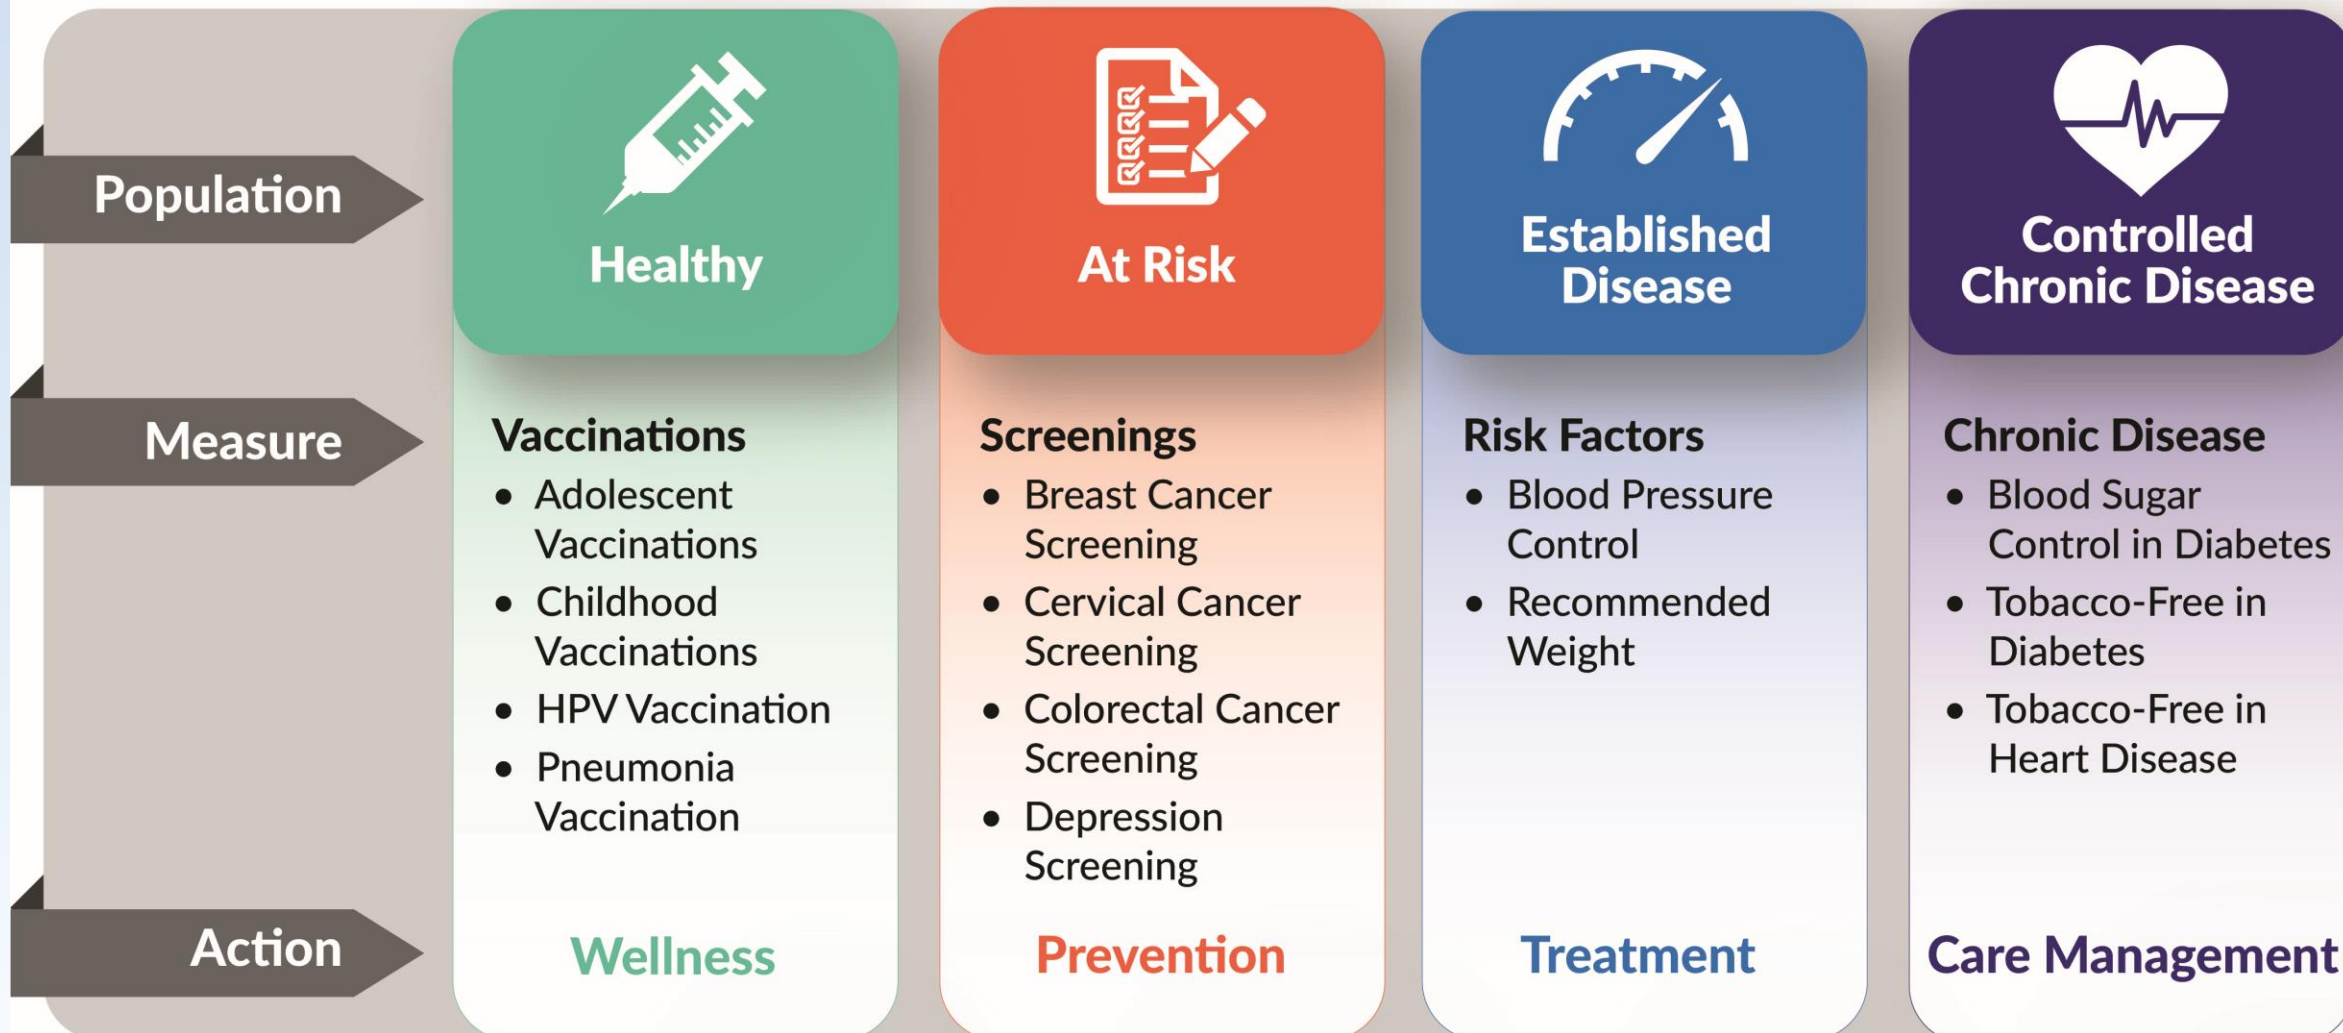 Population
Healthy
At Risk
Established
Disease
Controlled
Chronic Disease
Measure
Vaccinations
• Adolescent
Vaccinations
• Childhood
Vaccinations
• HPV Vaccination
• Pneumonia
Vaccination
Screenings
• Breast Cancer
Screening
• Cervical Cancer
Screening
• Colorectal Cancer
Screening
• Depression
Screening
Risk Factors
• Blood Pressure
Control
• Recommended
Weight
Chronic Disease
• Blood Sugar
Control in Diabetes
• Tobacco-Free in
Diabetes
• Tobacco-Free in
Heart Disease
Action
Wellness
Prevention
Treatment
Care Management